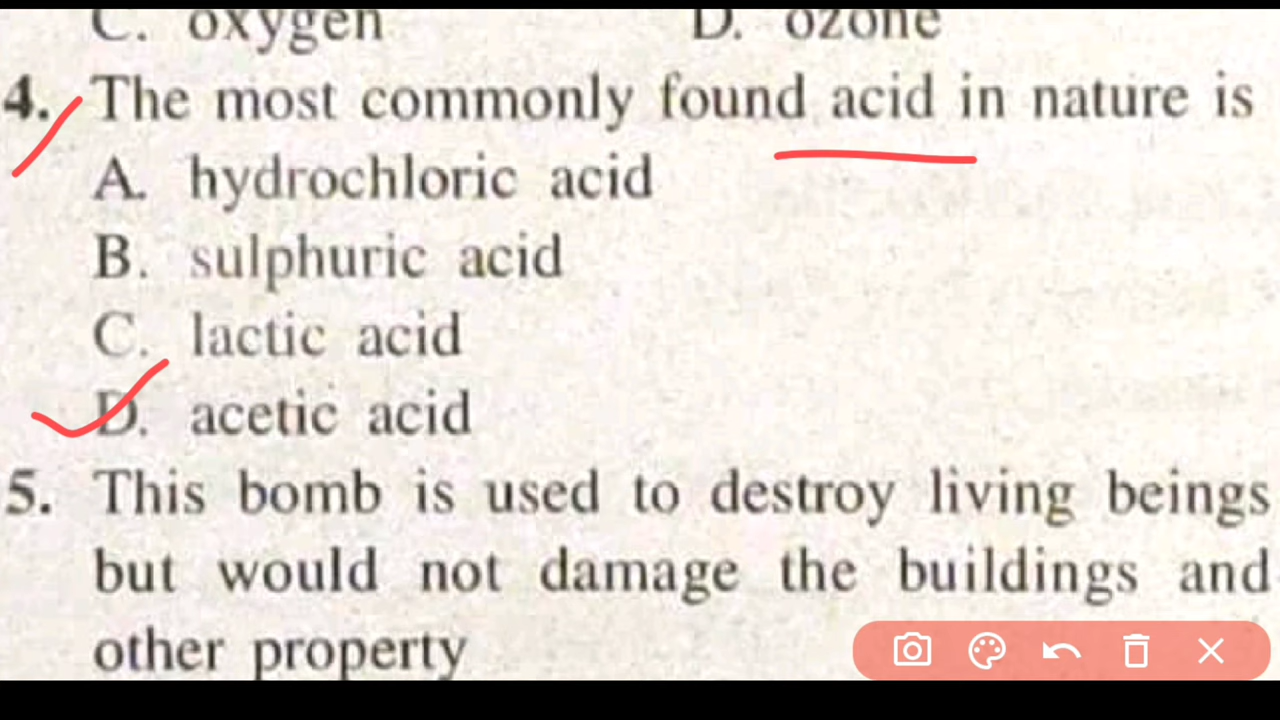 C. oxygen D. ozone
4. The most commonly found acid in nature is
A. hydrochloric acid
B. sulphuric acid
C. lactic acid
D. acetic acid
5. This bomb is used to destroy living beings
but would not damage the buildings and
other property